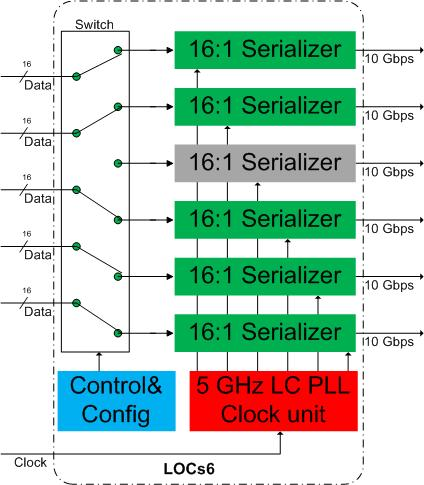 Switch
16
Data
16:1 Serializer
10 Gbps
16
Data
16:1 Serializer
10 Gbps
16:1 Serializer
10 Gbps
16
Data
16:1 Serializer
10 Gbps
16
Data
16:1 Serializer
10 Gbps
16
Data
16:1 Serializer
10 Gbps
Control&
Config
5 GHz LC PLL
Clock unit
Clock
LOCs6